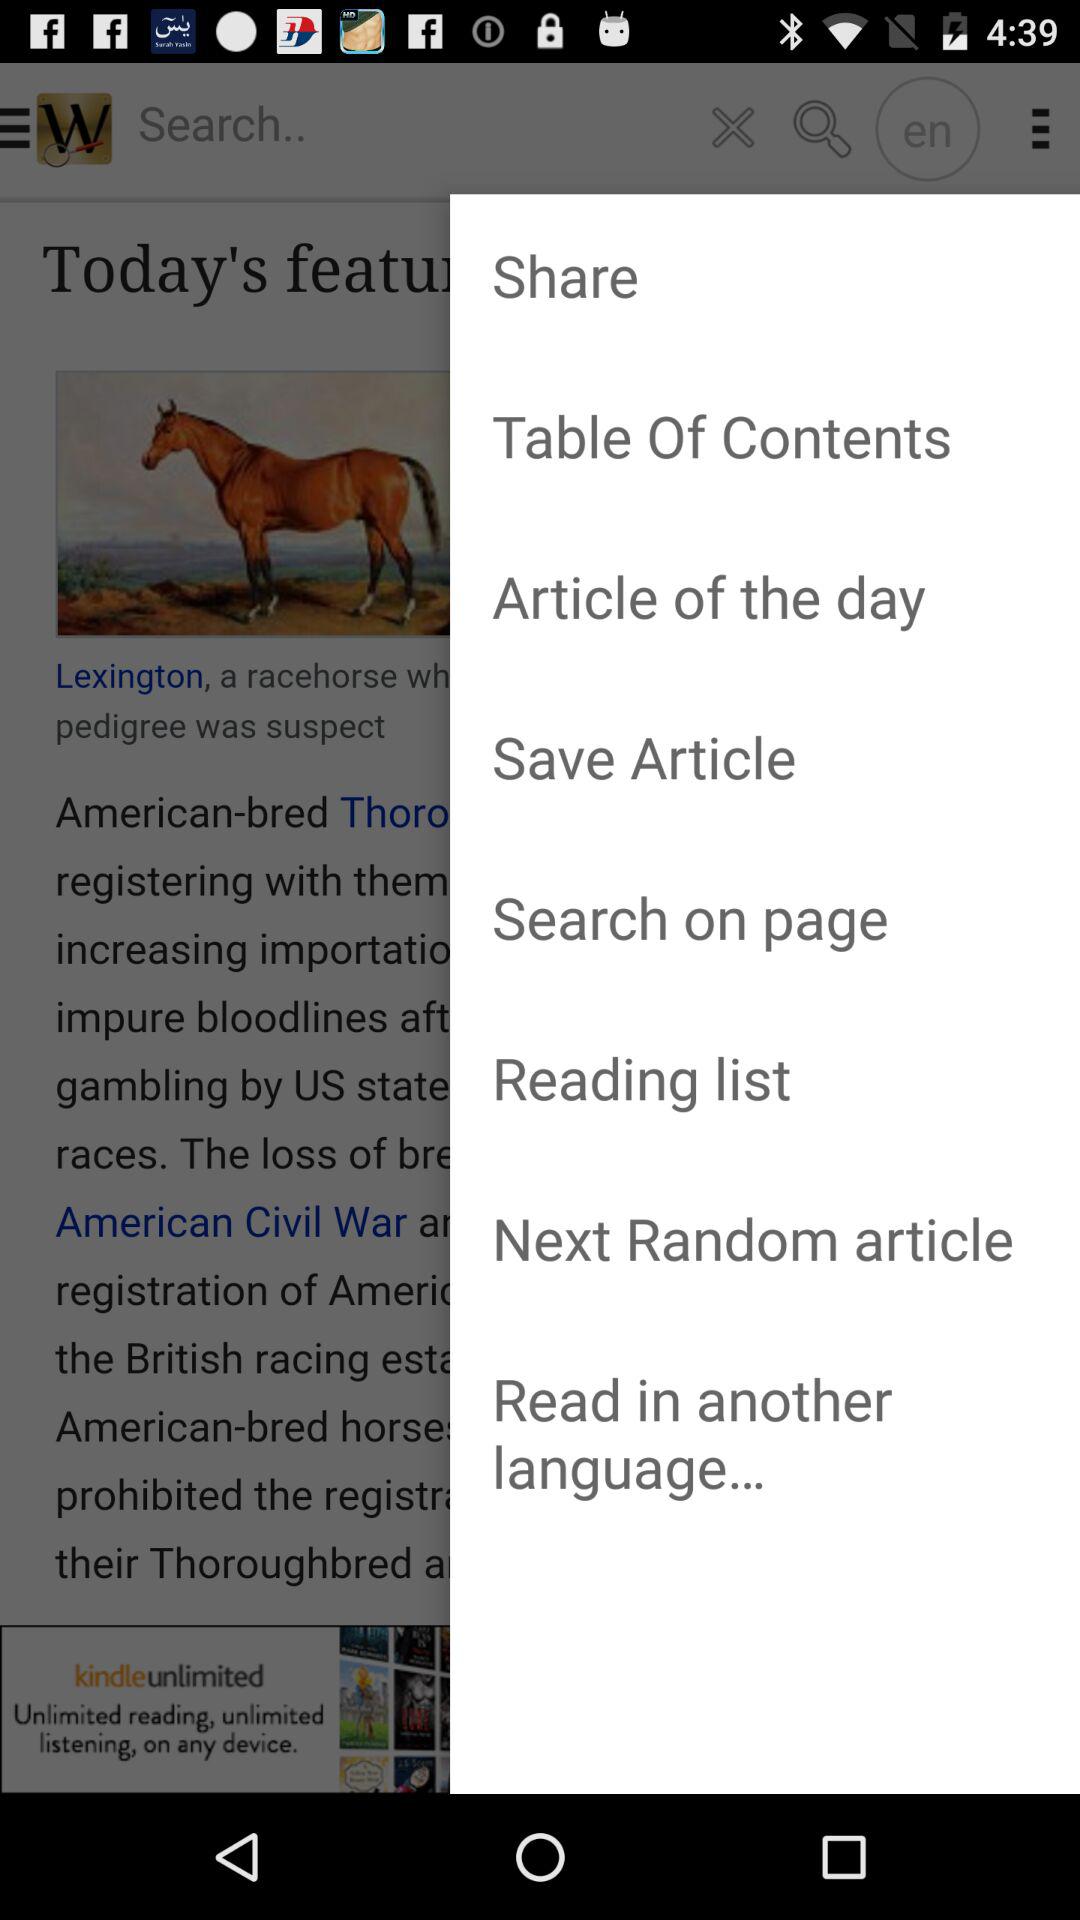 يس
Surah Yasin
HD
4:39
W
Search..
en
Today's featu
Share
Table Of Contents
Article of the day
Save Article
Search on page
Reading list
Next Random article
Read in another
language...
Lexington, a racehorse wh
pedigree was suspect
American-bred Thoro
registering with them
increasing importatio
impure bloodlines aft
gambling by US state
races. The loss of bre
American Civil War ar
registration of Americ
the British racing esta
American-bred horses
prohibited the registra
their Thoroughbred a
kindleunlimited
Unlimited reading, unlimited
listening, on any device.